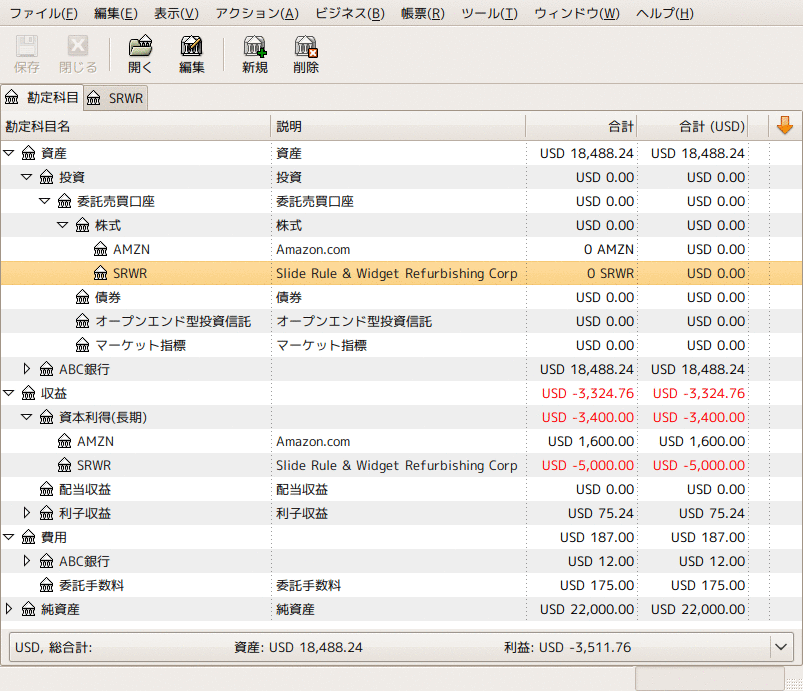 ファイル(F) 編集(E) 表示(V) アクション(A) ビジネス(B) 帳票(R) ツール(T) ウィンドウ(W) ヘルプ(H)
保存 閉じる 開く 編集 新規 削除
勘定科目 SRWR
勘定科目名 説明 合計 合計 (USD)
資産 資産 USD 18,488.24 USD 18,488.24
投資 投資 USD 0.00 USD 0.00
委託売買口座 委託売買口座 USD 0.00 USD 0.00
株式 株式 USD 0.00 USD 0.00
AMZN Amazon.com 0 AMZN USD 0.00
SRWR Slide Rule & Widget Refurbishing Corp 0 SRWR USD 0.00
債券 債券 USD 0.00 USD 0.00
オープンエンド型投資信託 オープンエンド型投資信託 USD 0.00 USD 0.00
マーケット指標 マーケット指標 USD 0.00 USD 0.00
ABC銀行 USD 18,488.24 USD 18,488.24
収益 USD -3,324.76 USD -3,324.76
資本利得(長期) USD -3,400.00 USD -3,400.00
AMZN Amazon.com USD 1,600.00 USD 1,600.00
SRWR Slide Rule & Widget Refurbishing Corp USD -5,000.00 USD -5,000.00
配当収益 配当収益 USD 0.00 USD 0.00
利子収益 利子収益 USD 75.24 USD 75.24
費用 USD 187.00 USD 187.00
ABC銀行 USD 12.00 USD 12.00
委託手数料 委託手数料 USD 175.00 USD 175.00
純資産 純資産 USD 22,000.00 USD 22,000.00
USD, 総合計: 資産: USD 18,488.24 利益: USD -3,511.76